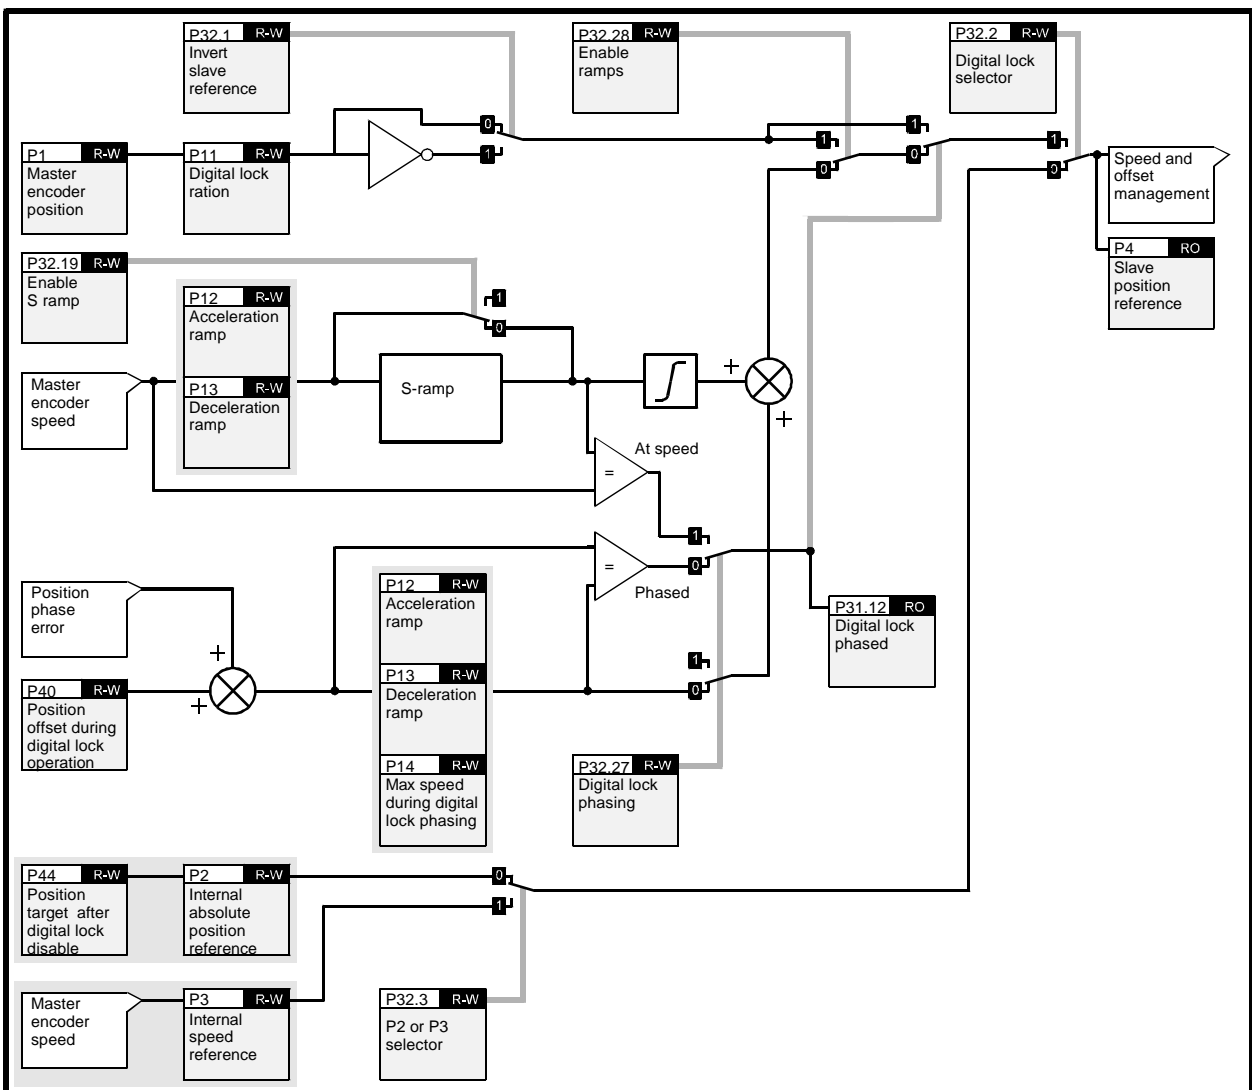 P32.1 R-W
Invert
slave
reference
P32.28 R-W
Enable
ramps
P32.2 R-W
Digital lock
selector
0
1
P1 R-W
Master
encoder
position
P11 R-W
Digital lock
ration
1
0
1
0
1
0
Speed and
offset
management
P4 RO
Slave
position
reference
P32.19 R-W
Enable
S ramp
P12 R-W
Acceleration
ramp
1
0
Master
encoder
speed
P13 R-W
Deceleration
ramp
S-ramp
+
+
At speed
=
1
0
=
Phased
Position
phase
error
+
+
P40 R-W
Position
offset during
digital lock
operation
P12 R-W
Acceleration
ramp
P13 R-W
Deceleration
ramp
P14 R-W
Max speed
during digital
lock phasing
1
0
P31.12 RO
Digital lock
phased
P32.27 R-W
Digital lock
phasing
P44 R-W
Position
target after
digital lock
disable
P2 R-W
Internal
absolute
position
reference
0
1
Master
encoder
speed
P3 R-W
Internal
speed
reference
P32.3 R-W
P2 or P3
selector